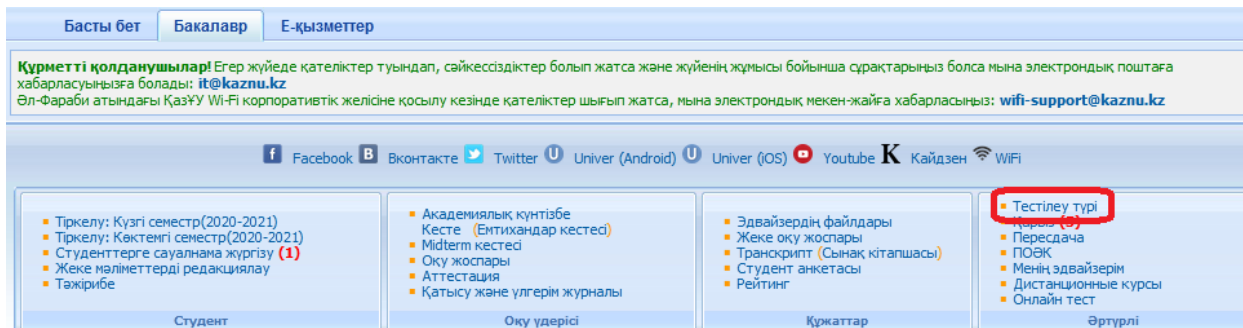 Басты бет Бакалавр Е-қызметтер
Құрметті қолданушылар! Егер жүйеде қателіктер туындап, сәйкессіздіктер болып жатса және жүйенің жұмысы бойынша сұрақтарыңыз болса мына электрондық поштаға
хабарласуыңызға болады: it@kaznu.kz
Әл-Фараби атындағы ҚазҰУ Wi-Fi корпоративтік желісіне қосылу кезінде қателіктер шығып жатса, мына электрондық мекен-жайға хабарласыңыз: wifi-support@kaznu.kz
Facebook Вконтакте Twitter Univer (Android) Univer (iOS) Youtube K Кайдзен WiFi
Тіркелу: Күзгі семестр(2020-2021)
Тіркелу: Көктемгі семестр(2020-2021)
Студенттерге сауалнама жүргізу (1)
Жеке мәліметтерді редакциялау
Тәжірибе
Студент
Академиялық күнтізбе
Кесте (Емтихандар кестесі)
Midterm кестесі
Оқу жоспары
Аттестация
Қатысу және үлгерім журналы
Оқу үдерісі
Эдвайзердің файлдары
Жеке оқу жоспары
Транскрипт (Сынақ кітапшасы)
Студент анкетасы
Рейтинг
Құжаттар
Тестілеу түрі
Қарыз (5)
Пересдача
ПОӘК
Менің эдвайзерім
Дистанционные курсы
Онлайн тест
Әртүрлі